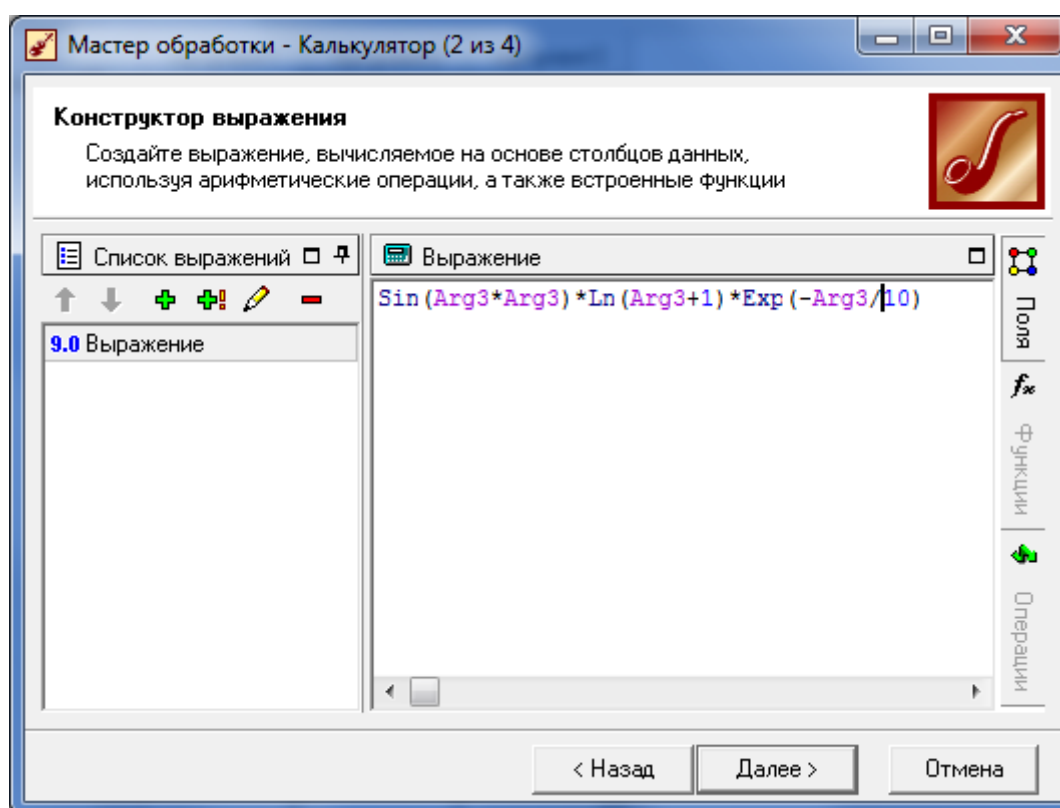 Мастер обработки - Калькулятор (2 из 4)
Конструктор выражения
Создайте выражение, вычисляемое на основе столбцов данных,
используя арифметические операции, а также встроенные функции
Список выражений
Выражение
Sin(Arg3*Arg3)*Ln(Arg3+1)*Exp(-Arg3/10)
9.0 Выражение
Поля
fx
Функции
Операции
< Назад
Далее >
Отмена